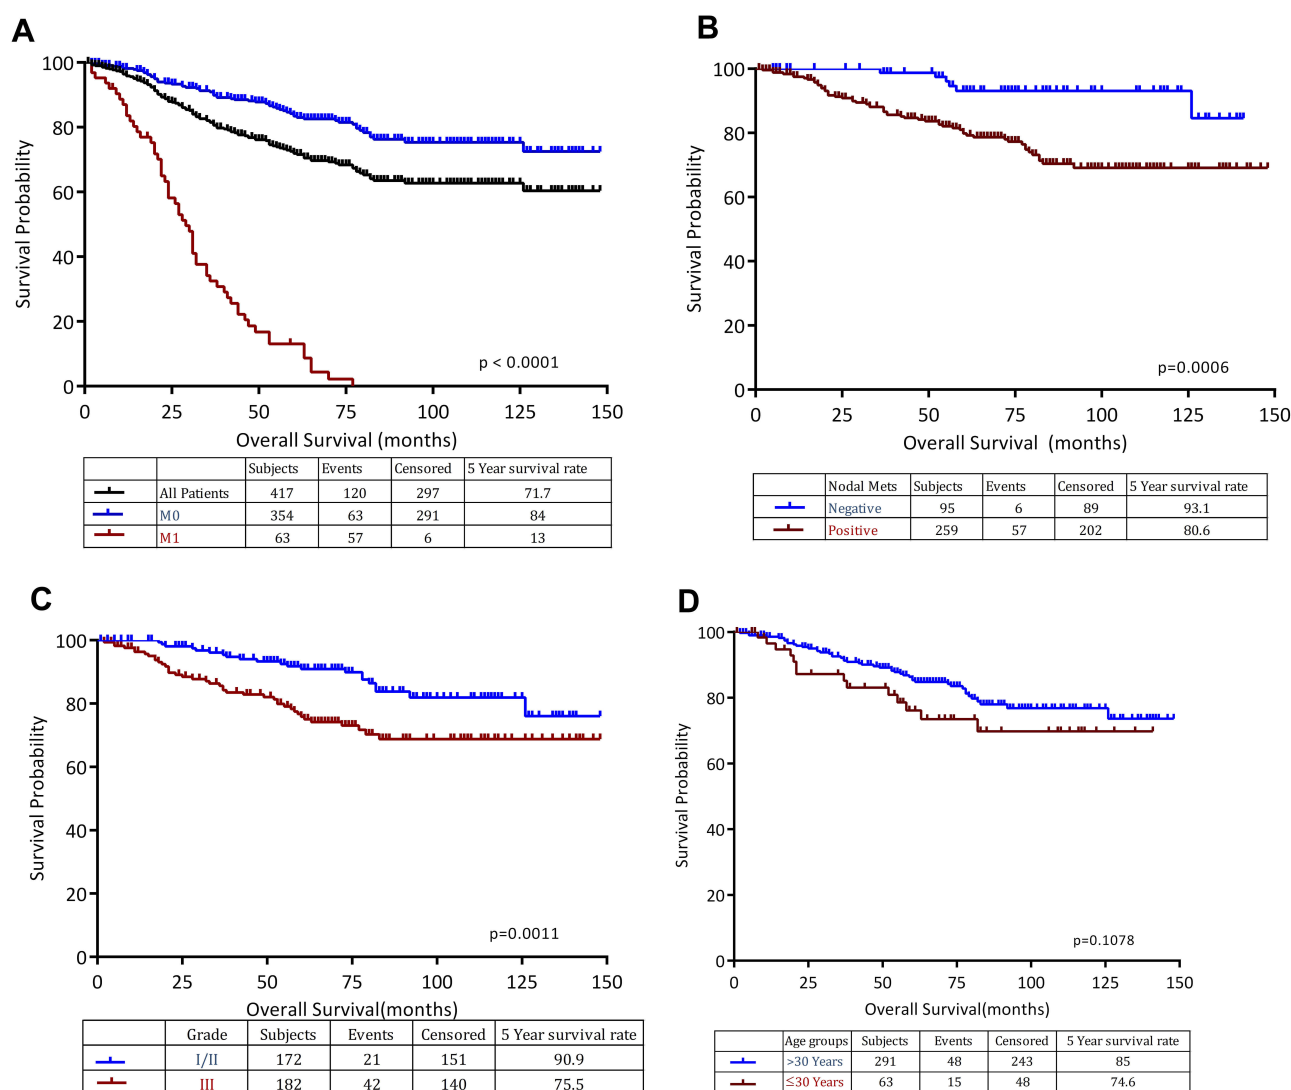 A
100
80
60
40
20
0
Survival Probability
p < 0.0001
0 25 50 75 100 125 150
Overall Survival (months)
Subjects Events Censored 5 Year survival rate
All Patients 417 120 297 71.7
M0 354 63 291 84
M1 63 57 6 13
B
100
80
60
40
20
0
Survival Probability
p=0.0006
0 25 50 75 100 125 150
Overall Survival (months)
Nodal Mets Subjects Events Censored 5 Year survival rate
Negative 95 6 89 93.1
Positive 259 57 202 80.6
C
100
80
60
40
20
0
Survival Probability
p=0.0011
0 25 50 75 100 125 150
Overall Survival(months)
Grade Subjects Events Censored 5 Year survival rate
I/II 172 21 151 90.9
III 182 42 140 75.5
D
100
80
60
40
20
0
Survival Probability
p=0.1078
0 25 50 75 100 125 150
Overall Survival(months)
Age groups Subjects Events Censored 5 Year survival rate
>30 Years 291 48 243 85
≤30 Years 63 15 48 74.6